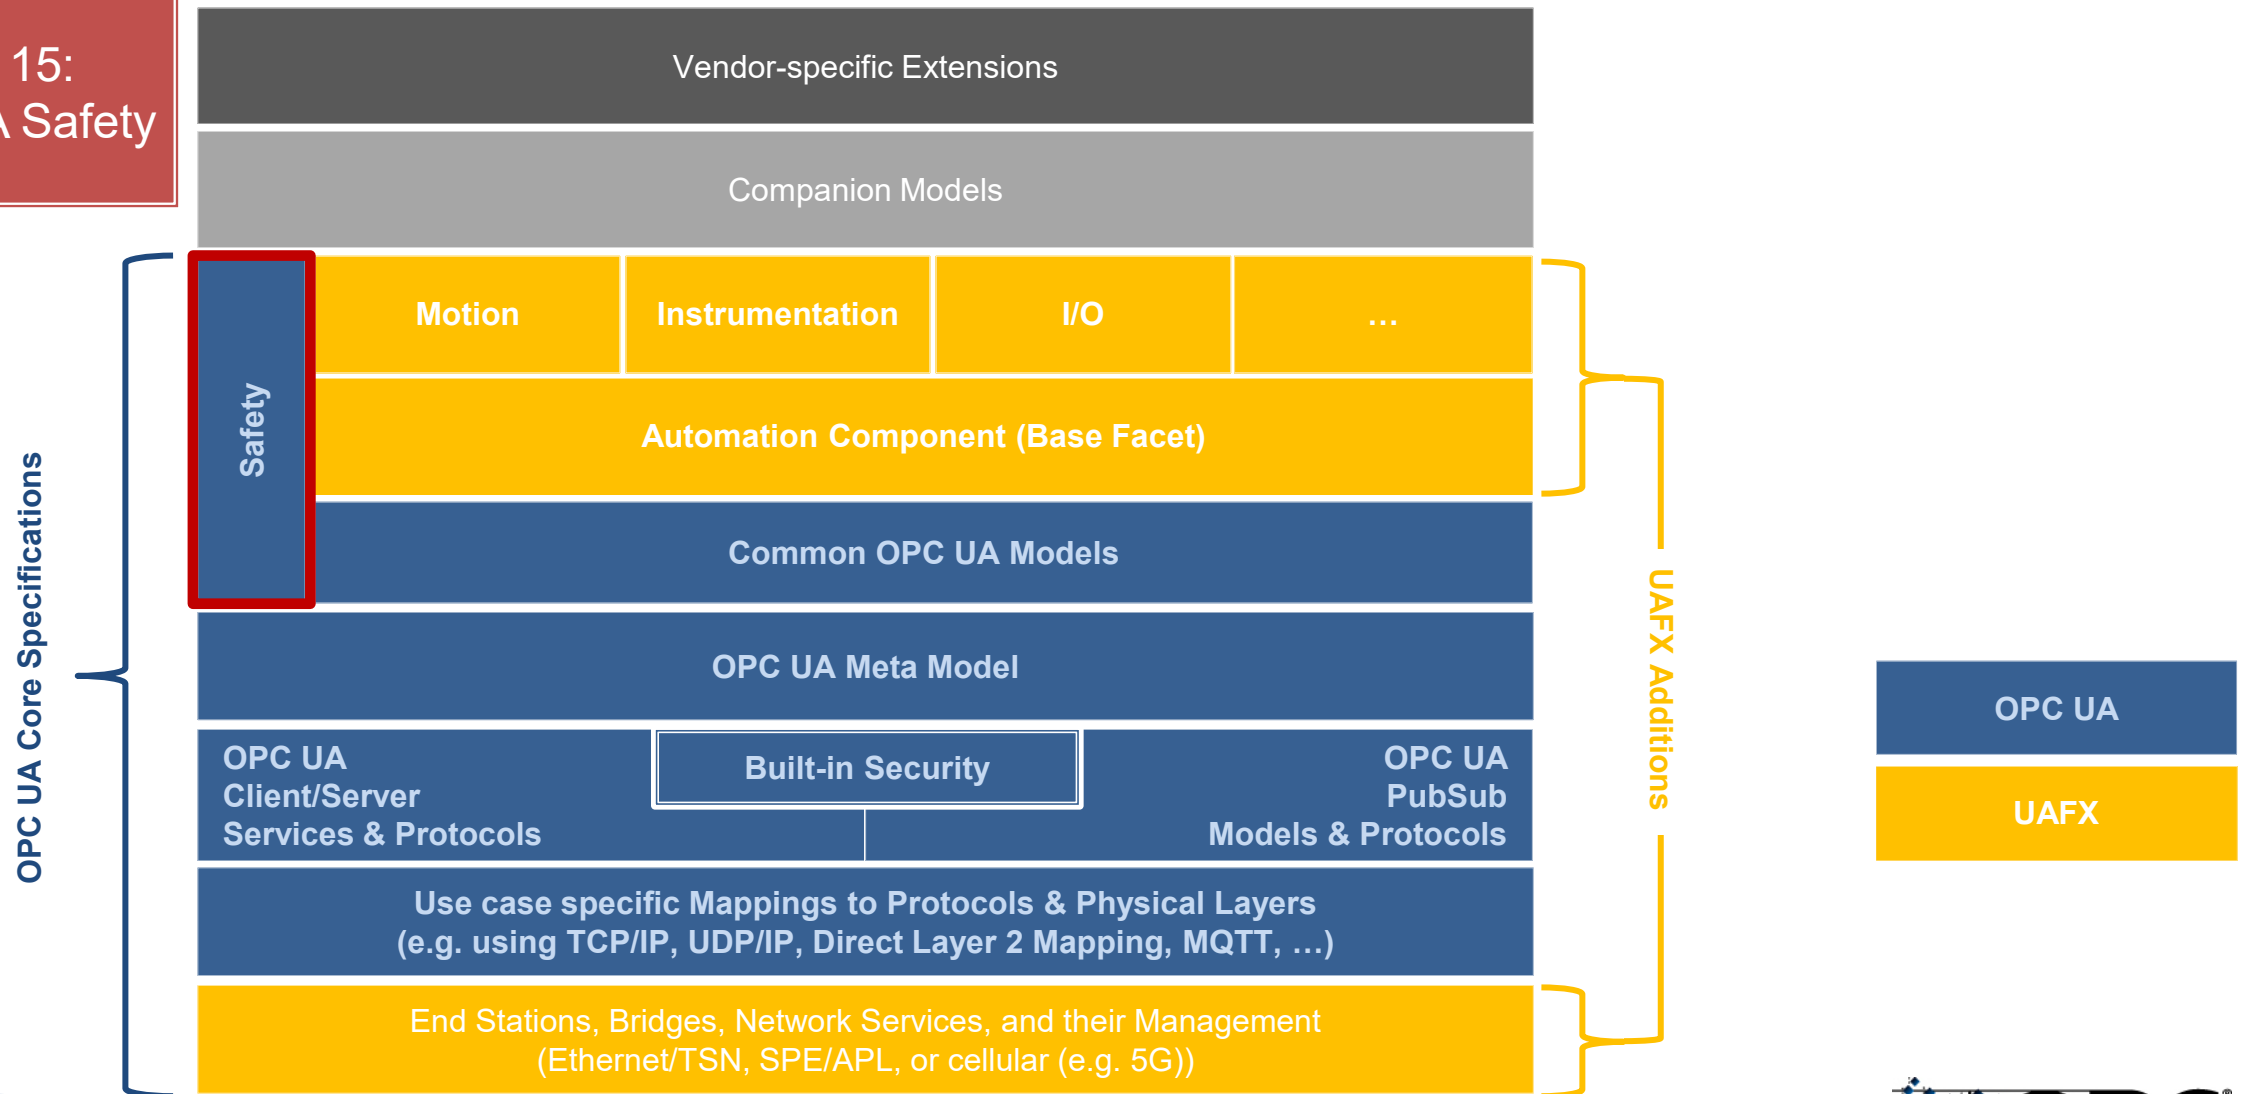 15:
Safety
Vendor-specific Extensions
Companion Models
Safety
Motion
Instrumentation
I/O
...
Automation Component (Base Facet)
Common OPC UA Models
OPC UA Meta Model
OPC UA
Client/Server
Services & Protocols
Built-in Security
OPC UA
PubSub
Models & Protocols
Use case specific Mappings to Protocols & Physical Layers
(e.g. using TCP/IP, UDP/IP, Direct Layer 2 Mapping, MQTT, …)
End Stations, Bridges, Network Services, and their Management
(Ethernet/TSN, SPE/APL, or cellular (e.g. 5G))
OPC UA Core Specifications
UAFX Additions
OPC UA
UAFX